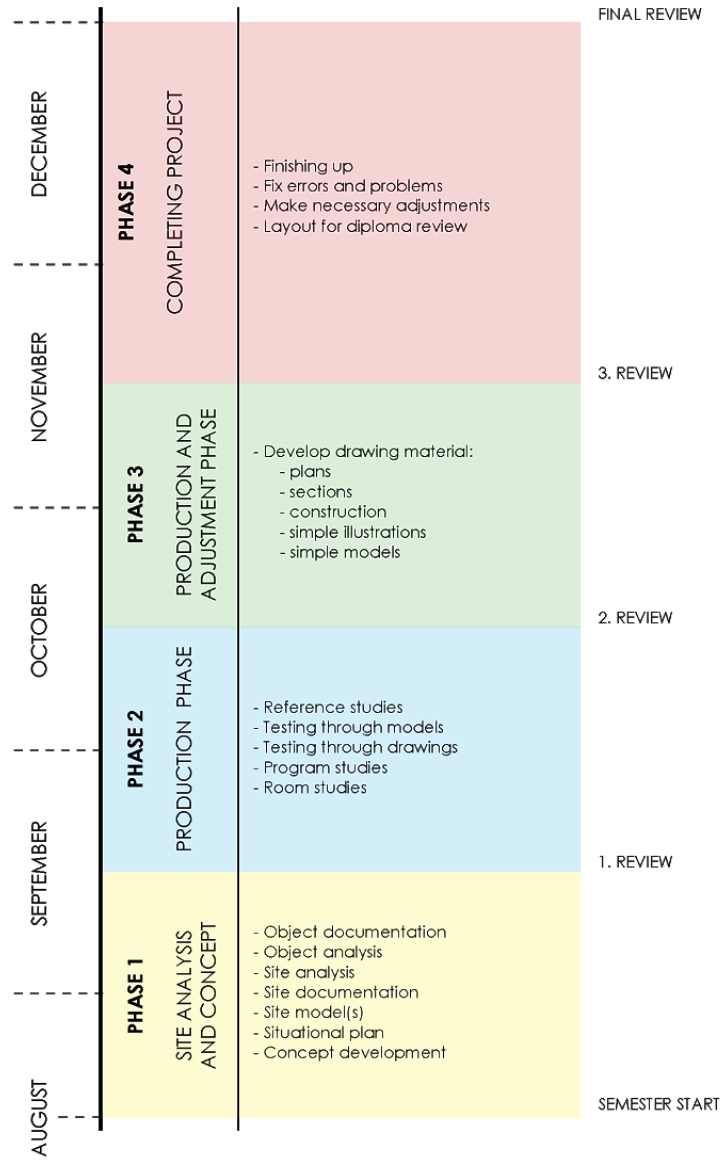 FINAL REVIEW
DECEMBER
PHASE 4
COMPLETING PROJECT
- Finishing up
- Fix errors and problems
- Make necessary adjustments
- Layout for diploma review
3. REVIEW
NOVEMBER
PHASE 3
PRODUCTION AND
ADJUSTMENT PHASE
- Develop drawing material:
- plans
- sections
- construction
- simple illustrations
- simple models
2. REVIEW
OCTOBER
PHASE 2
PRODUCTION PHASE
- Reference studies
- Testing through models
- Testing through drawings
- Program studies
- Room studies
1. REVIEW
SEPTEMBER
PHASE 1
SITE ANALYSIS
AND CONCEPT
- Object documentation
- Object analysis
- Site analysis
- Site documentation
- Site model(s)
- Situational plan
- Concept development
SEMESTER START
AUGUST